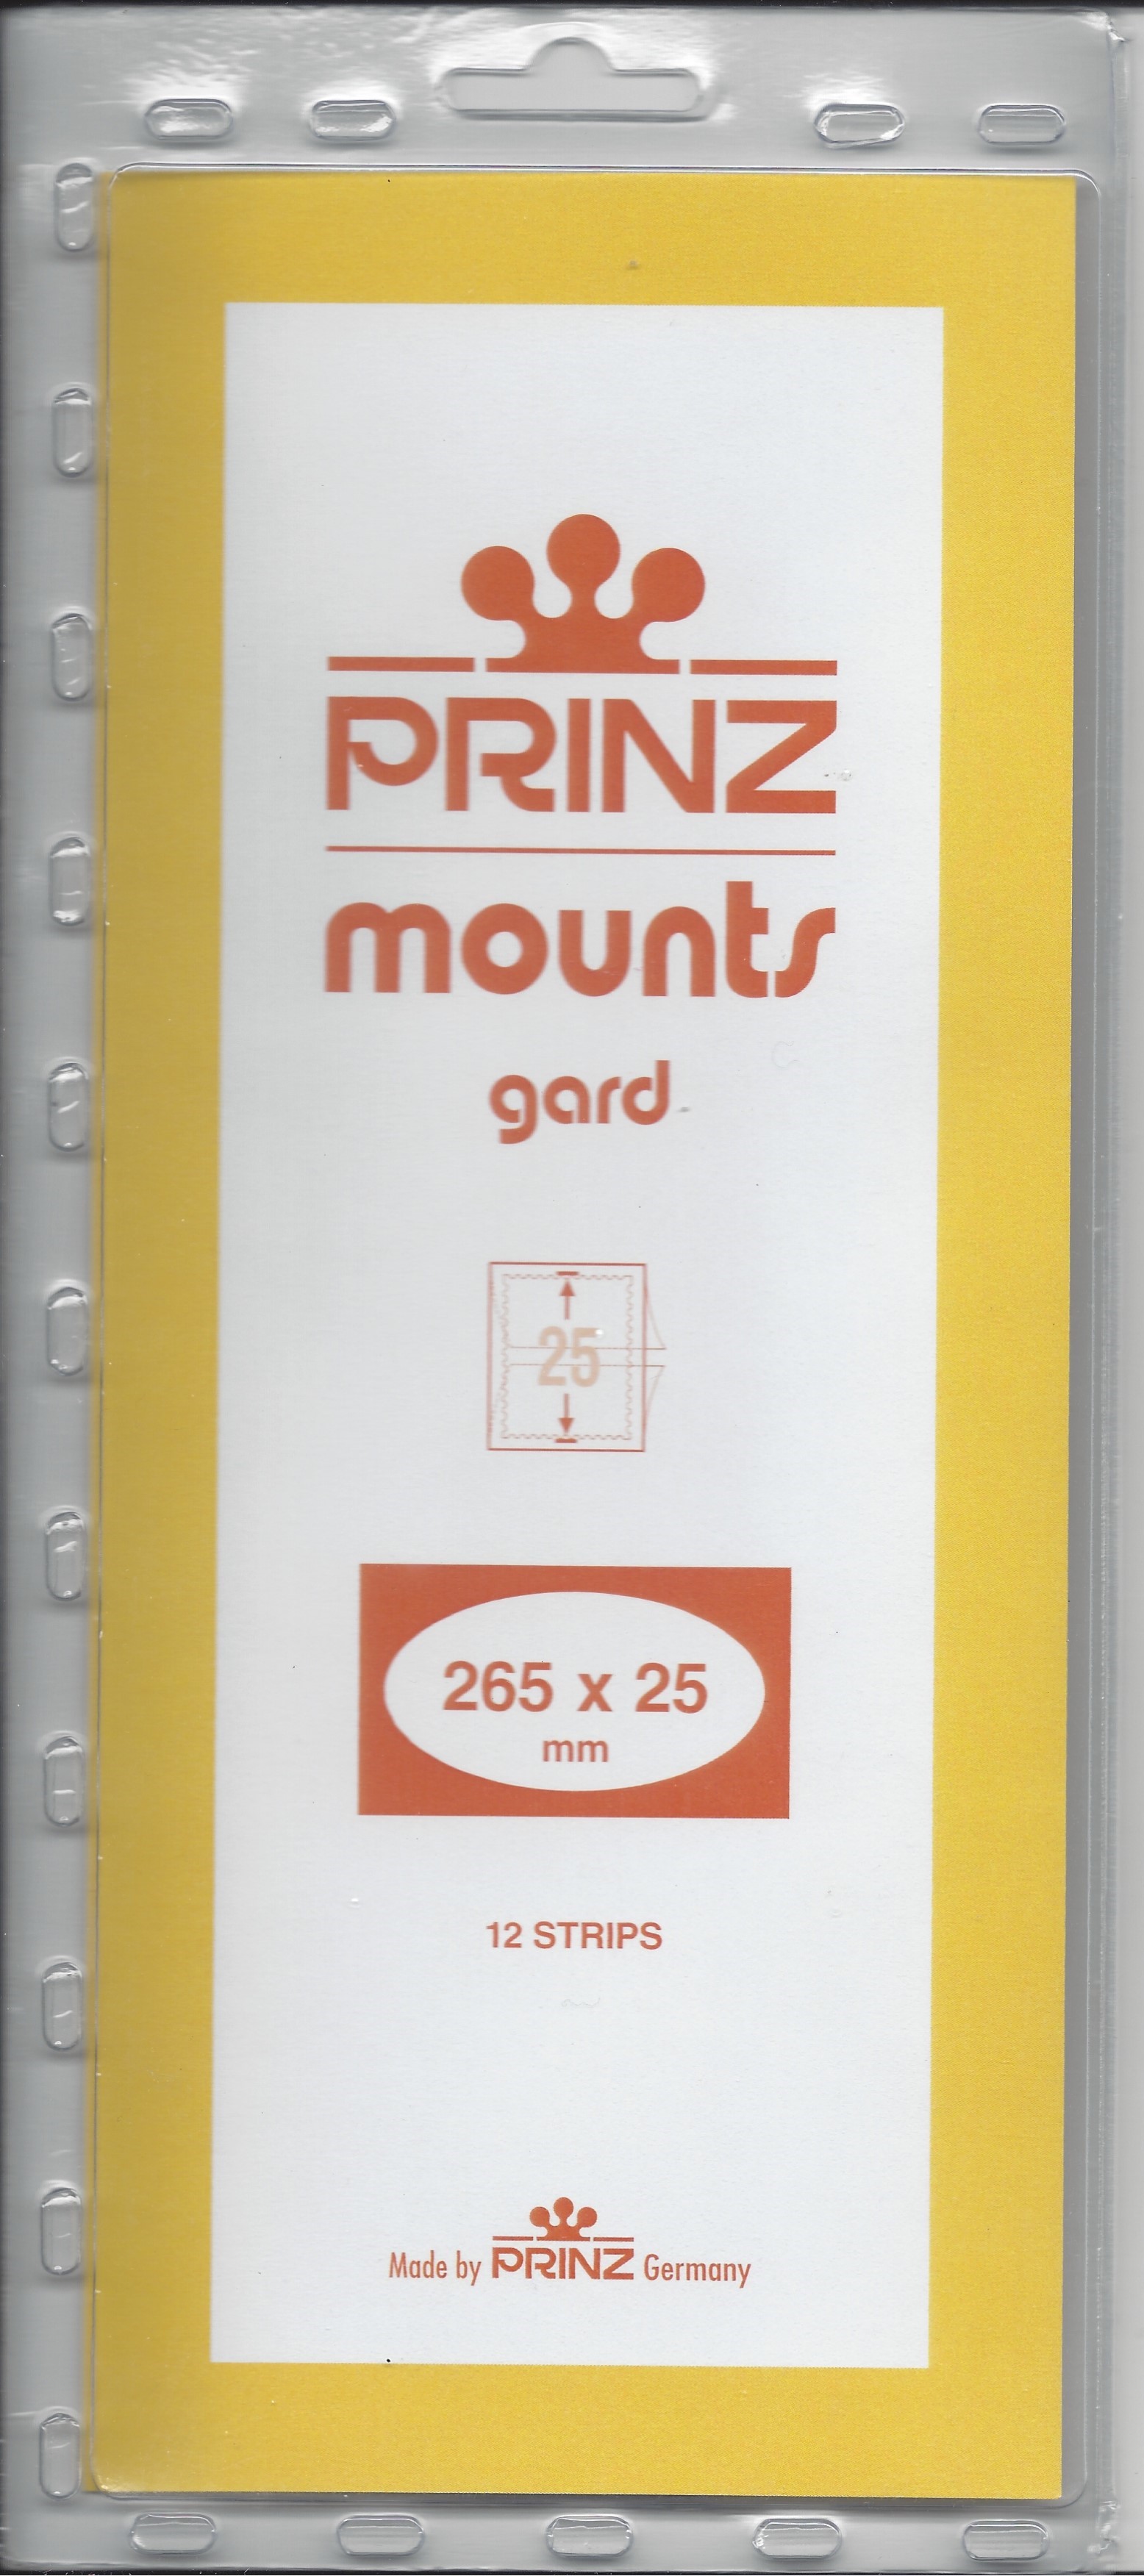 PRINZ
mounts
gard
25
265 x 25
mm
12 STRIPS
Made by PRINZ Germany